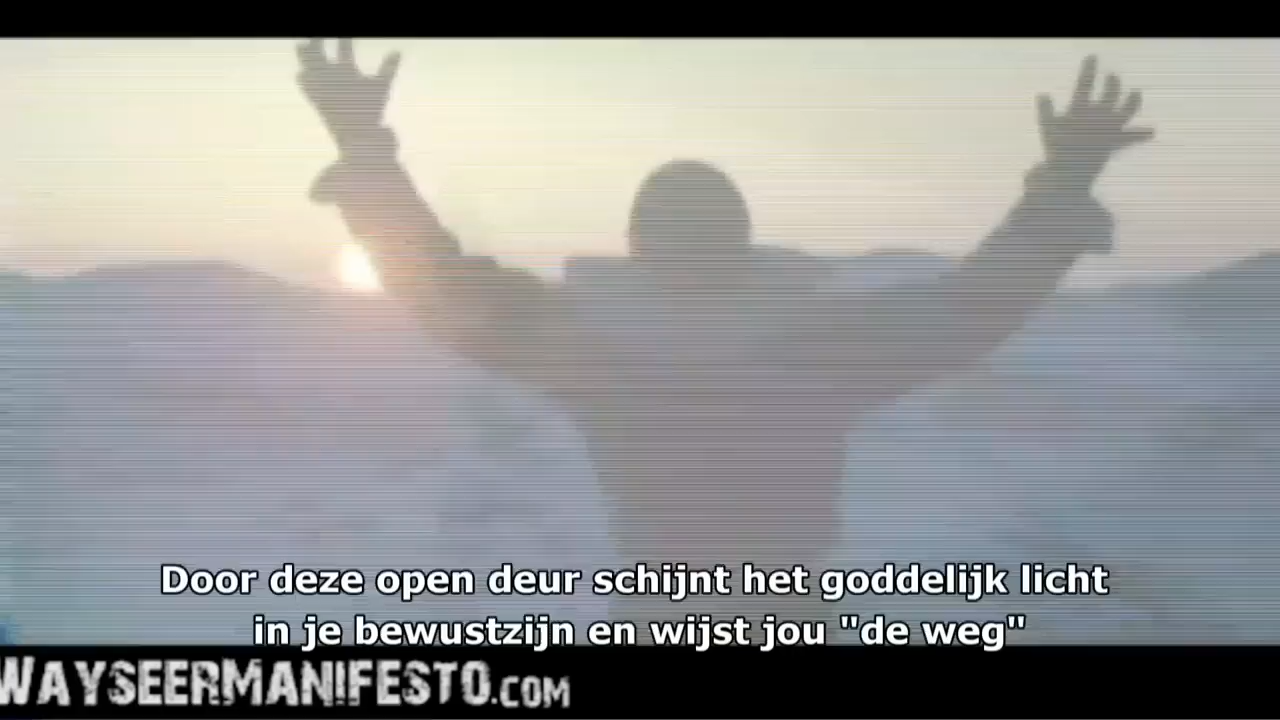 Door deze open deur schijnt het goddelijk licht
in je bewustzijn en wijst jou "de weg"
WAYSEERMANIFESTO.COM